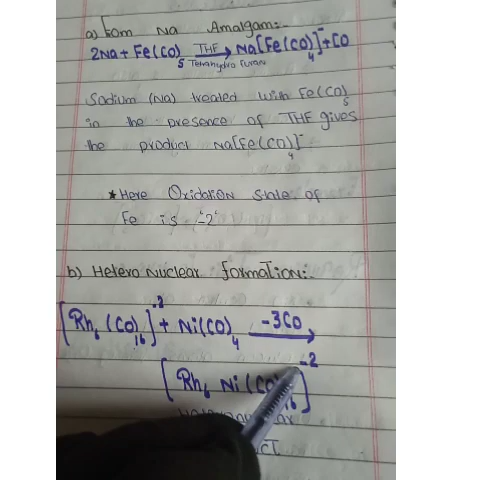 a) From Na Amalgam:-
2Na + Fe(CO)5 THF Tetrahydro Furan → Na[Fe(CO)4]⁻ + CO
Sodium (Na) treated with Fe(CO)5
in the presence of THF gives
the product Na[Fe(CO)4]⁻
* Here Oxidation state of
Fe is '-2'
b) Hetero Nuclear formation:-
[Rh6(CO)16]-2 + Ni(CO)4 -3CO →
[Rh6 Ni(CO)16]-2